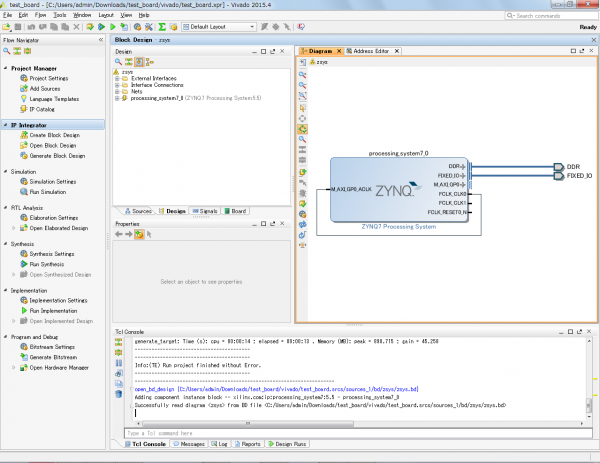 test_board - [C:/Users/admin/Downloads/test_board/vivado/test_board.xpr] - Vivado 2015.4
File Edit Flow Tools Window Layout View Help
Search commands
Default Layout
Ready
Flow Navigator
Project Manager
Project Settings
Add Sources
Language Templates
IP Catalog
IP Integrator
Create Block Design
Open Block Design
Generate Block Design
Simulation
Simulation Settings
Run Simulation
RTL Analysis
Elaboration Settings
Open Elaborated Design
Synthesis
Synthesis Settings
Run Synthesis
Open Synthesized Design
Implementation
Implementation Settings
Run Implementation
Open Implemented Design
Program and Debug
Bitstream Settings
Generate Bitstream
Open Hardware Manager
Block Design - zsys
Design
zsys
External Interfaces
Interface Connections
Nets
processing_system7_0 (ZYNQ7 Processing System:5.5)
Sources Design Signals Board
Properties
Select an object to see properties
Diagram Address Editor
zsys
processing_system7_0
DDR
FIXED_IO
M_AXI_GP0
FCLK_CLK0
FCLK_CLK1
FCLK_RESET0_N
M_AXI_GP0_ACLK
ZYNQ
ZYNQ7 Processing System
DDR
FIXED_IO
Tcl Console
generate_target: Time (s): cpu = 00:00:14 ; elapsed = 00:00:13 . Memory (MB): peak = 898.715 ; gain = 45.258
------------------------------------------
------------------------------------------
Info:(TE) Run project finished without Error.
------------------------------------------
------------------------------------------
open_bd_design {C:/Users/admin/Downloads/test_board/vivado/test_board.srcs/sources_1/bd/zsys/zsys.bd}
Adding component instance block -- xilinx.com:ip:processing_system7:5.5 - processing_system7_0
Successfully read diagram <zsys> from BD file <C:/Users/admin/Downloads/test_board/vivado/test_board.srcs/sources_1/bd/zsys/zsys.bd>
Type a Tcl command here
Tcl Console Messages Log Reports Design Runs